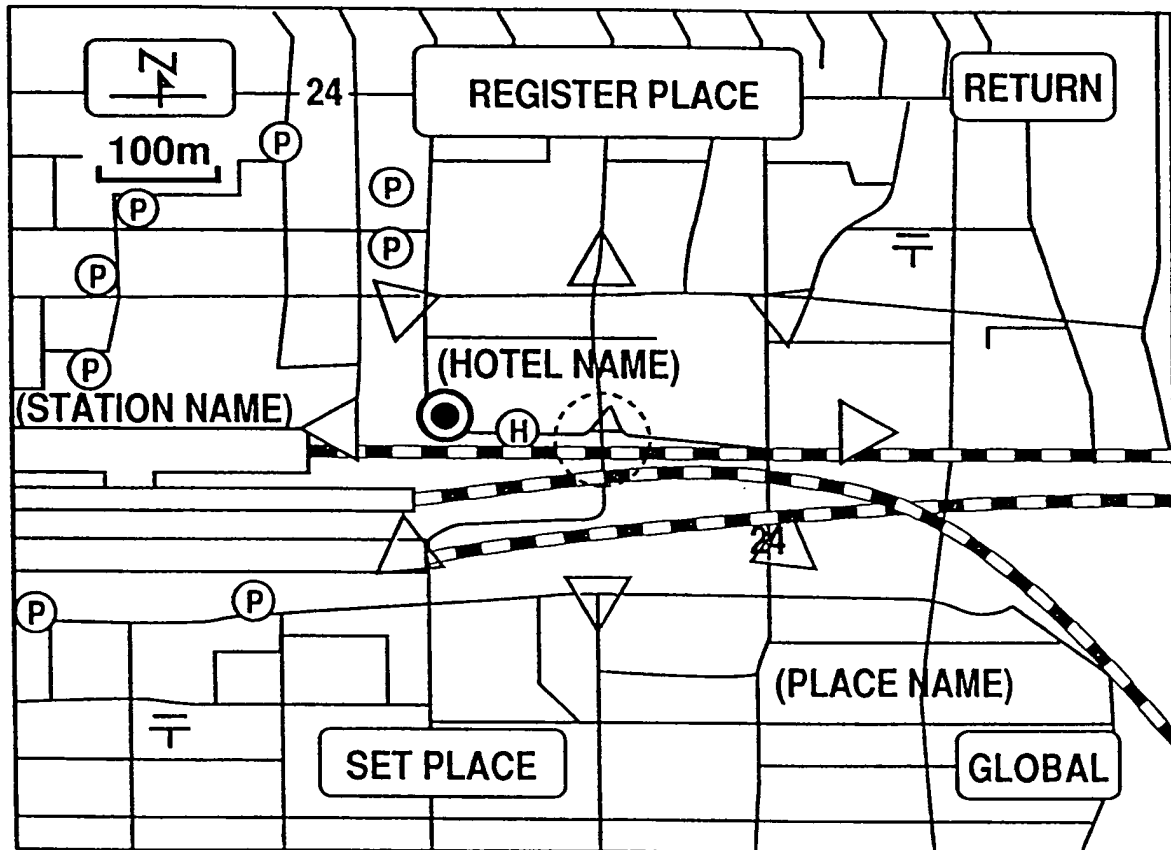 N
24
REGISTER PLACE
RETURN
100m
P
P
P
P
P
P
(HOTEL NAME)
(STATION NAME)
H
24
P
P
(PLACE NAME)
SET PLACE
GLOBAL